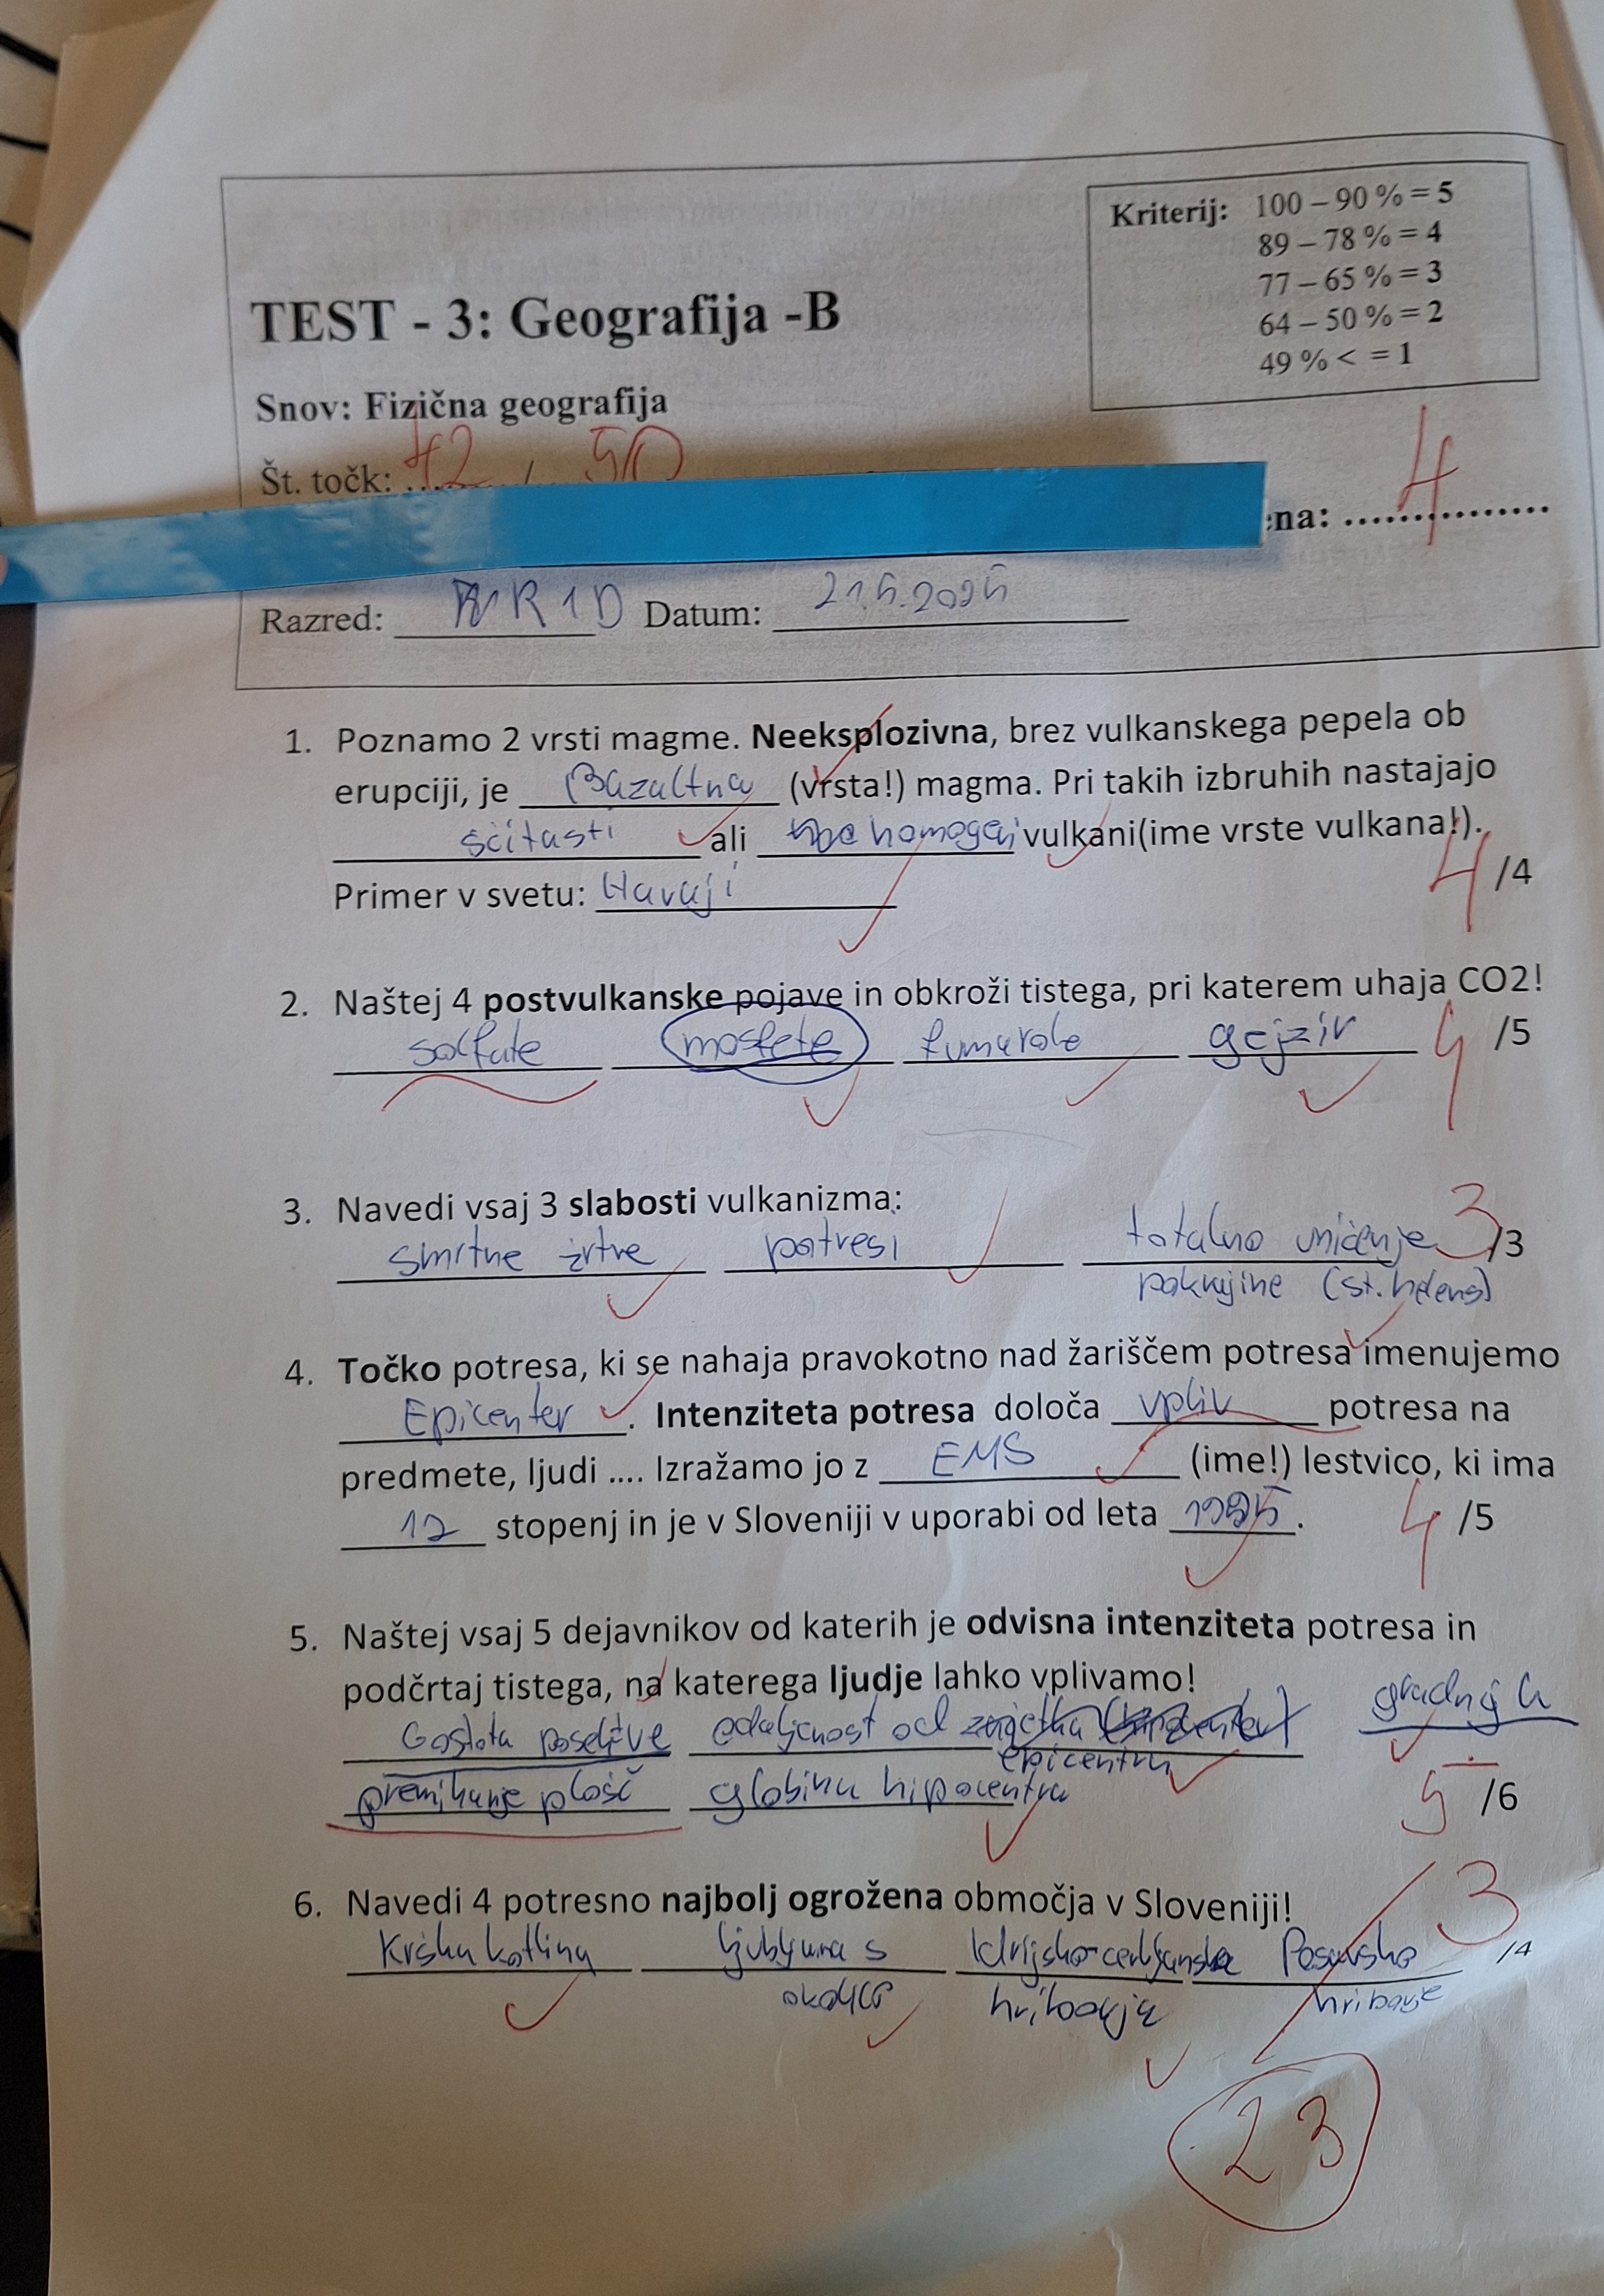 Kriterij: 100 – 90 % = 5
89 – 78 % = 4
77 – 65 % = 3
64 – 50 % = 2
49 % < = 1
TEST - 3: Geografija -B
Snov: Fizična geografija
Št. točk: 42 / 50
na: 4
Razred: R1D Datum: 21.5.2025
1. Poznamo 2 vrsti magme. Neeksplozivna, brez vulkanskega pepela ob
erupciji, je Bazaltna (vrsta!) magma. Pri takih izbruhih nastajajo
ščitasti ali homogeni vulkani(ime vrste vulkana!).
Primer v svetu: Havaji 4 /4
2. Naštej 4 postvulkanske pojave in obkroži tistega, pri katerem uhaja CO2!
solfate mofete fumarole gejzir 4 /5
3. Navedi vsaj 3 slabosti vulkanizma:
smrtne žrtve potresi totalno uničenje 3 /3
pokrajine (st. helens)
4. Točko potresa, ki se nahaja pravokotno nad žariščem potresa imenujemo
Epicenter. Intenziteta potresa določa vpliv potresa na
predmete, ljudi .... Izražamo jo z EMS (ime!) lestvico, ki ima
12 stopenj in je v Sloveniji v uporabi od leta 1995. 4 /5
5. Naštej vsaj 5 dejavnikov od katerih je odvisna intenziteta potresa in
podčrtaj tistega, na katerega ljudje lahko vplivamo!
Gostota poselitve odaljenost od epicentra gradnja
premikanje plošč globina hipocentra 5 /6
6. Navedi 4 potresno najbolj ogrožena območja v Sloveniji! 3
Krška kotlina ljubljana s Idrijsko-cerkljansko Posavsko /4
okolico hribovja hribovje
23